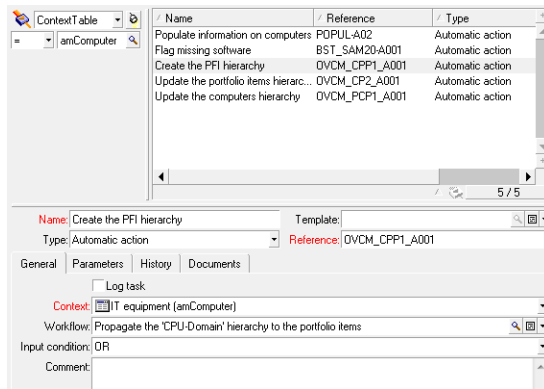 ContextTable
= amComputer
Name Reference Type
Populate information on computers POPUL-A02 Automatic action
Flag missing software BST_SAM20-A001 Automatic action
Create the PFI hierarchy OVCM_CPP1_A001 Automatic action
Update the portfolio items hierarc... OVCM_CP2_A001 Automatic action
Update the computers hierarchy OVCM_PCP1_A001 Automatic action
5 / 5
Name: Create the PFI hierarchy Template:
Type: Automatic action Reference: OVCM_CPP1_A001
General Parameters History Documents
Log task
Context: IT equipment (amComputer)
Workflow: Propagate the 'CPU-Domain' hierarchy to the portfolio items
Input condition: OR
Comment: